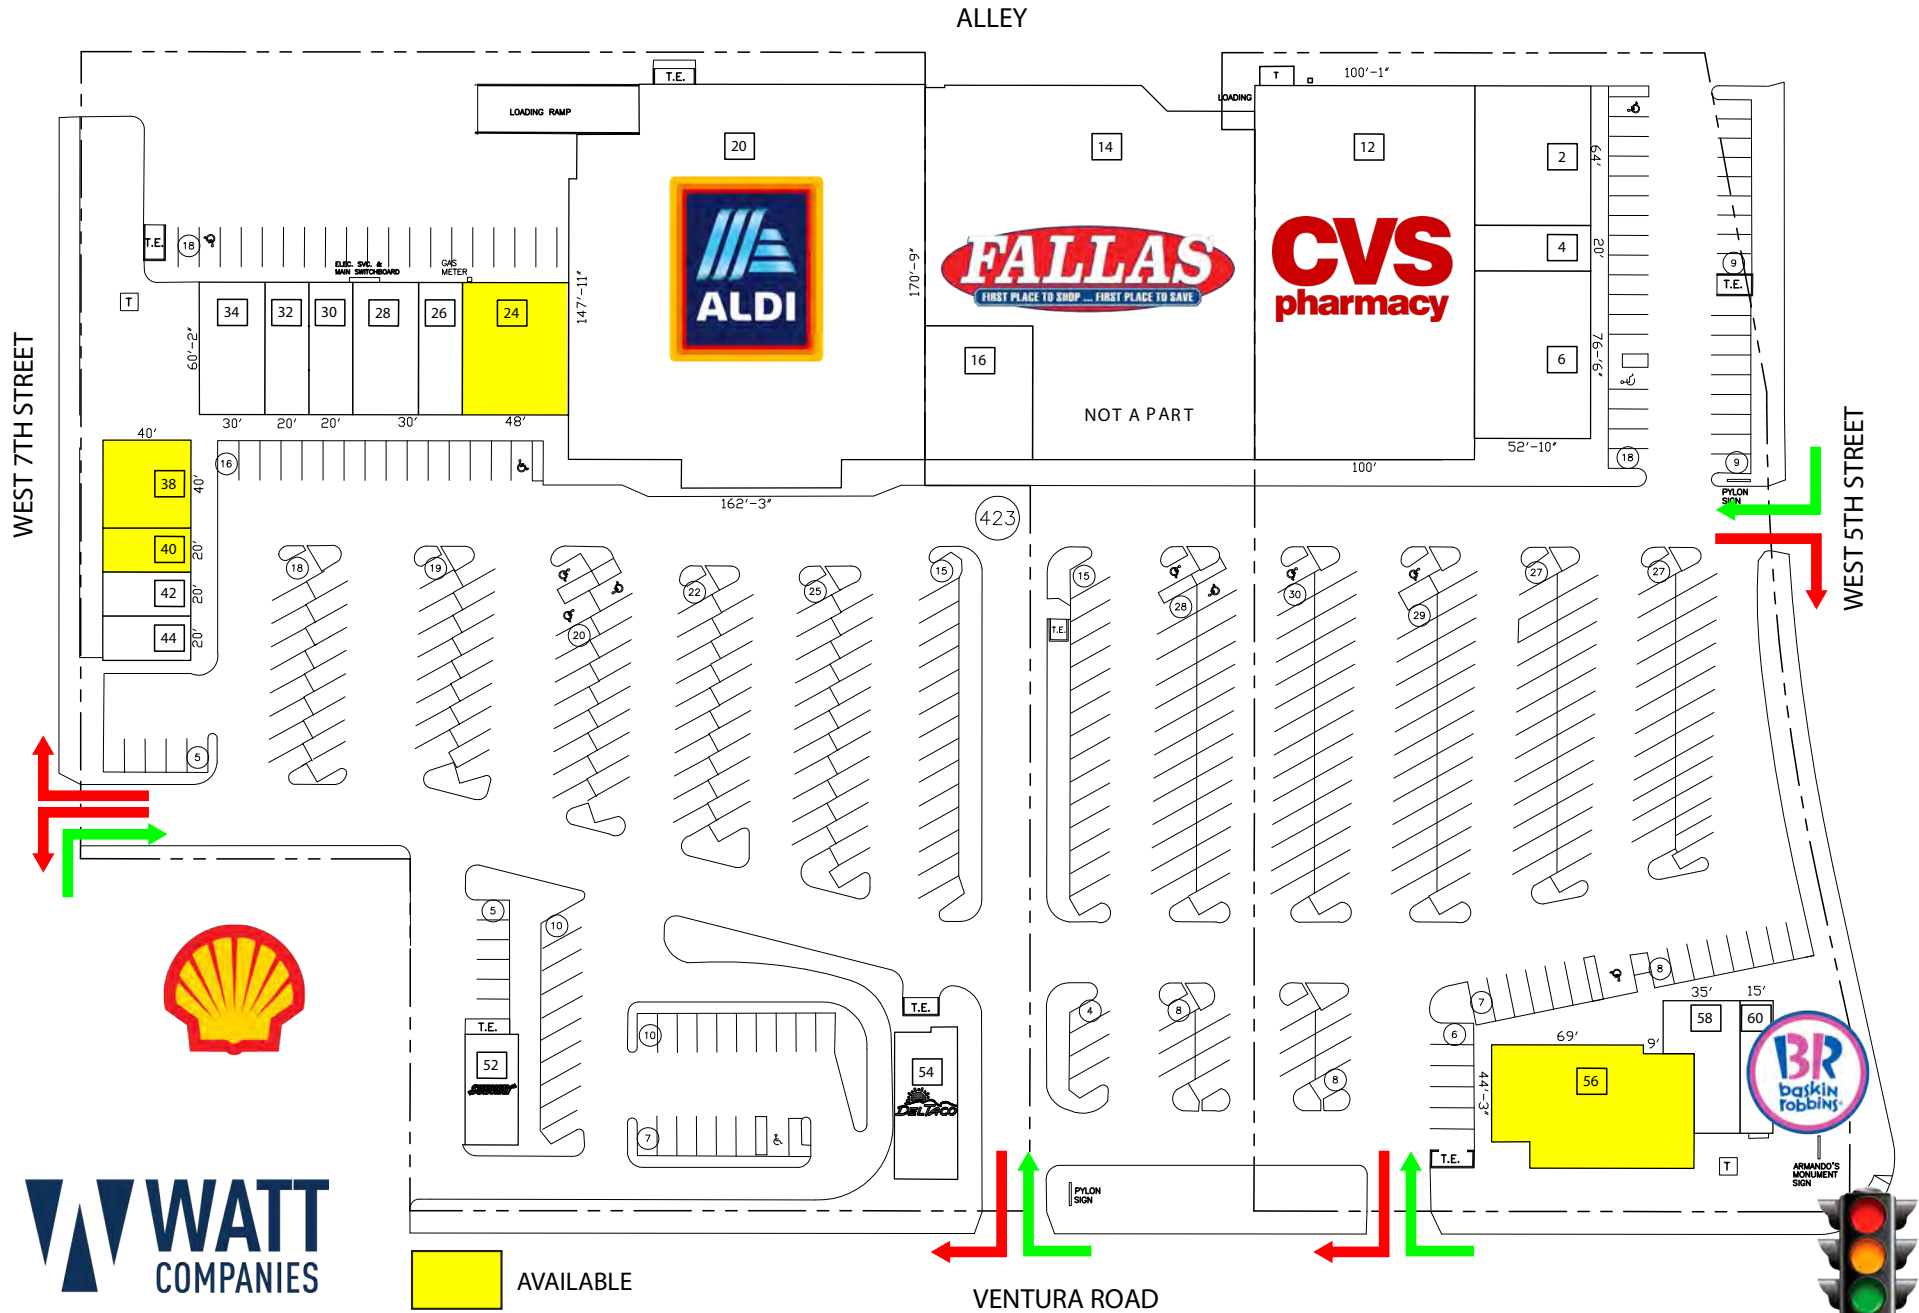 ALLEY
T.E.
T
100'-1"
LOADING RAMP
LOADING
20
14
12
2
64'
ALDI
FALLAS
FIRST PLACE TO SHOP ... FIRST PLACE TO SAVE
CVS
pharmacy
4
20'
T.E.
18
ELEC. SVC. &
MAIN SWITCHBOARD
GAS
METER
170'-9"
147'-11"
9
T.E.
T
34
32
30
28
26
24
60'-2"
16
6
76'-6"
NOT A PART
30'
20'
20'
30'
48'
WEST 7TH STREET
WEST 5TH STREET
40'
16
100'
52'-10"
18
9
38
40'
162'-3"
423
PYLON
SIGN
40
20'
42
20'
44
20'
18
19
20
22
25
15
15
T.E.
28
30
29
27
27
5
5
10
T.E.
52
SUBWAY
10
7
T.E.
54
DEL TACO
4
8
8
7
8
6
35'
15'
58
60
69'
9'
44'-3"
56
BR
baskin
robbins
T.E.
T
ARMANDO'S
MONUMENT
SIGN
PYLON
SIGN
WATT
COMPANIES
AVAILABLE
VENTURA ROAD